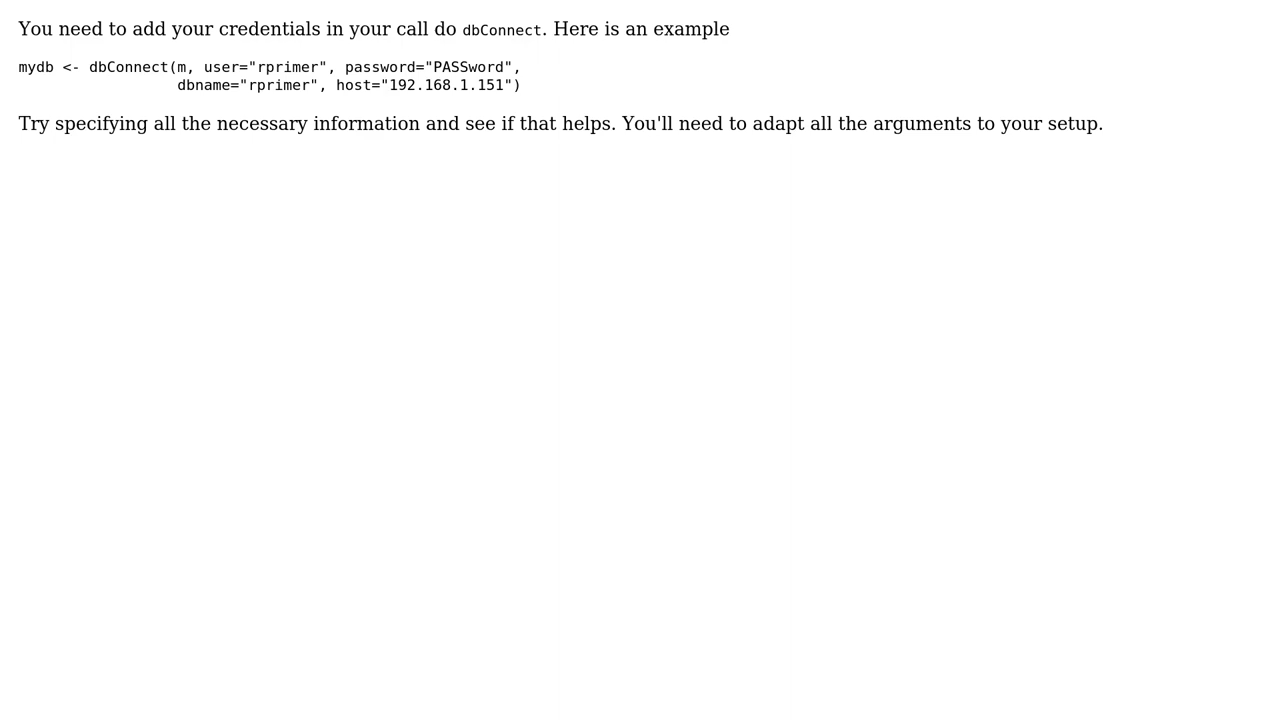 You need to add your credentials in your call do dbConnect. Here is an example
mydb <- dbConnect(m, user="rprimer", password="PASSword",
                  dbname="rprimer", host="192.168.1.151")
Try specifying all the necessary information and see if that helps. You'll need to adapt all the arguments to your setup.